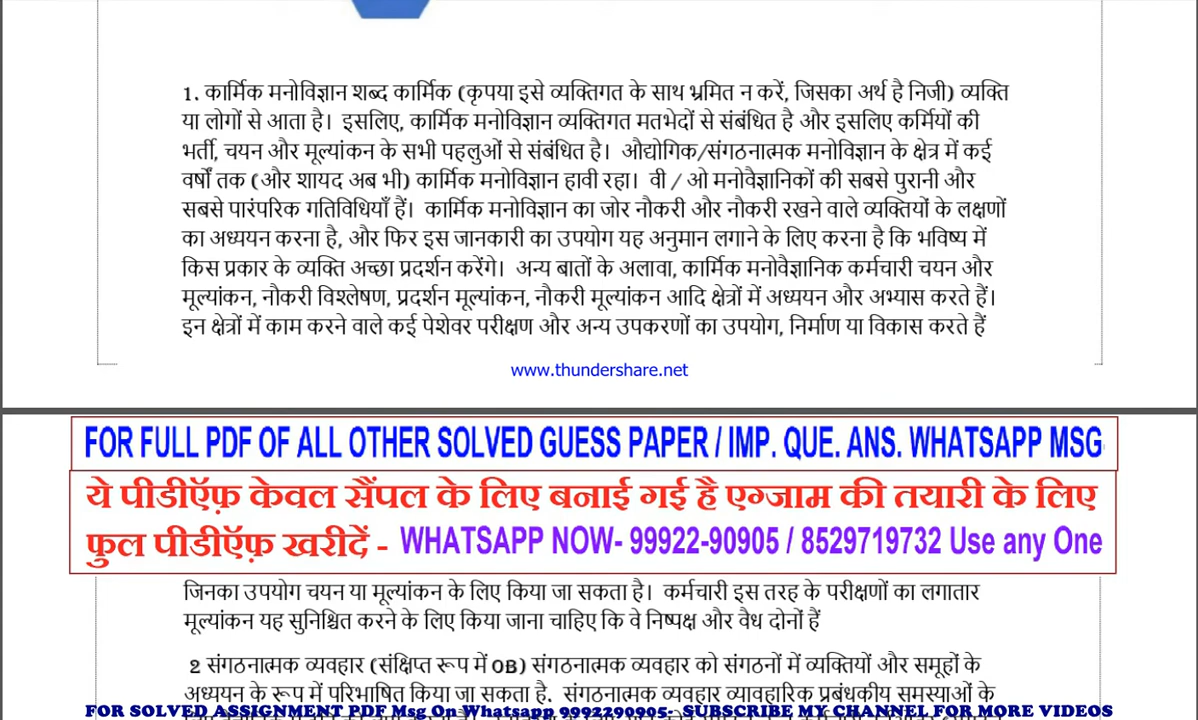 1. कार्मिक मनोविज्ञान शब्द कार्मिक (कृपया इसे व्यक्तिगत के साथ भ्रमित न करें, जिसका अर्थ है निजी) व्यक्ति
या लोगों से आता है। इसलिए, कार्मिक मनोविज्ञान व्यक्तिगत मतभेदों से संबंधित है और इसलिए कर्मियों की
भर्ती, चयन और मूल्यांकन के सभी पहलुओं से संबंधित है। औद्योगिक/संगठनात्मक मनोविज्ञान के क्षेत्र में कई
वर्षों तक (और शायद अब भी) कार्मिक मनोविज्ञान हावी रहा। वी / ओ मनोवैज्ञानिकों की सबसे पुरानी और
सबसे पारंपरिक गतिविधियाँ हैं। कार्मिक मनोविज्ञान का जोर नौकरी और नौकरी रखने वाले व्यक्तियों के लक्षणों
का अध्ययन करना है, और फिर इस जानकारी का उपयोग यह अनुमान लगाने के लिए करना है कि भविष्य में
किस प्रकार के व्यक्ति अच्छा प्रदर्शन करेंगे। अन्य बातों के अलावा, कार्मिक मनोवैज्ञानिक कर्मचारी चयन और
मूल्यांकन, नौकरी विश्लेषण, प्रदर्शन मूल्यांकन, नौकरी मूल्यांकन आदि क्षेत्रों में अध्ययन और अभ्यास करते हैं।
इन क्षेत्रों में काम करने वाले कई पेशेवर परीक्षण और अन्य उपकरणों का उपयोग, निर्माण या विकास करते हैं
www.thundershare.net
FOR FULL PDF OF ALL OTHER SOLVED GUESS PAPER / IMP. QUE. ANS. WHATSAPP MSG
ये पीडीऍफ़ केवल सैंपल के लिए बनाई गई है एग्जाम की तयारी के लिए
फुल पीडीऍफ़ खरीदें - WHATSAPP NOW- 99922-90905 / 8529719732 Use any One
जिनका उपयोग चयन या मूल्यांकन के लिए किया जा सकता है। कर्मचारी इस तरह के परीक्षणों का लगातार
मूल्यांकन यह सुनिश्चित करने के लिए किया जाना चाहिए कि वे निष्पक्ष और वैध दोनों हैं
2 संगठनात्मक व्यवहार (संक्षिप्त रूप में OB) संगठनात्मक व्यवहार को संगठनों में व्यक्तियों और समूहों के
अध्ययन के रूप में परिभाषित किया जा सकता है. संगठनात्मक व्यवहार व्यावहारिक प्रबंधकीय समस्याओं के
FOR SOLVED ASSIGNMENT PDF Msg On Whatsapp 9992290905- SUBSCRIBE MY CHANNEL FOR MORE VIDEOS